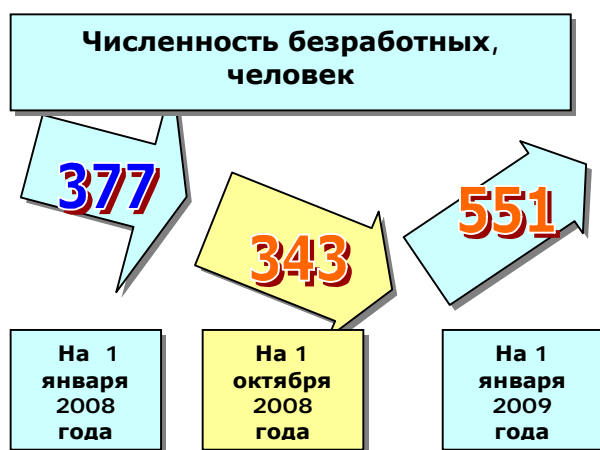 Численность безработных,
человек
377
343
551
На 1
января
2008
года
На 1
октября
2008
года
На 1
января
2009
года